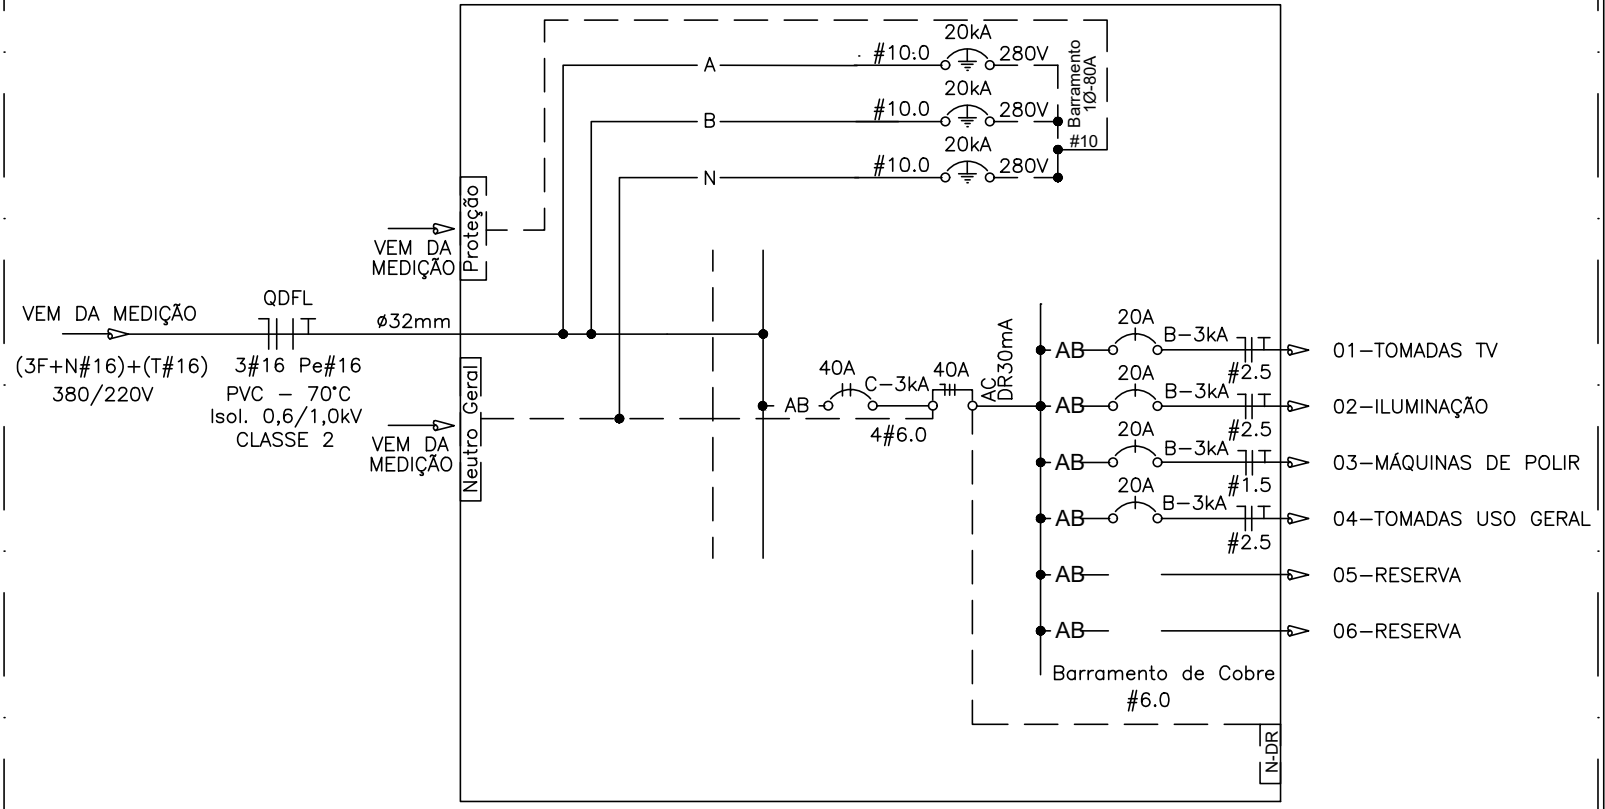 20kA
#10.0
280V
A
20kA
#10.0
280V
B
20kA
#10.0
280V
N
Barramento
1Ø-80A
#10
Proteção
VEM DA
MEDIÇÃO
VEM DA MEDIÇÃO
QDFL
ø32mm
(3F+N#16)+(T#16)
380/220V
3#16 Pe#16
PVC - 70°C
Isol. 0,6/1,0kV
CLASSE 2
Neutro Geral
VEM DA
MEDIÇÃO
AB
40A
C-3kA
40A
4#6.0
AC
DR30mA
AB
20A
B-3kA
#2.5
01-TOMADAS TV
AB
20A
B-3kA
#2.5
02-ILUMINAÇÃO
AB
20A
B-3kA
#1.5
03-MÁQUINAS DE POLIR
AB
20A
B-3kA
#2.5
04-TOMADAS USO GERAL
AB
05-RESERVA
AB
06-RESERVA
Barramento de Cobre
#6.0
N-DR